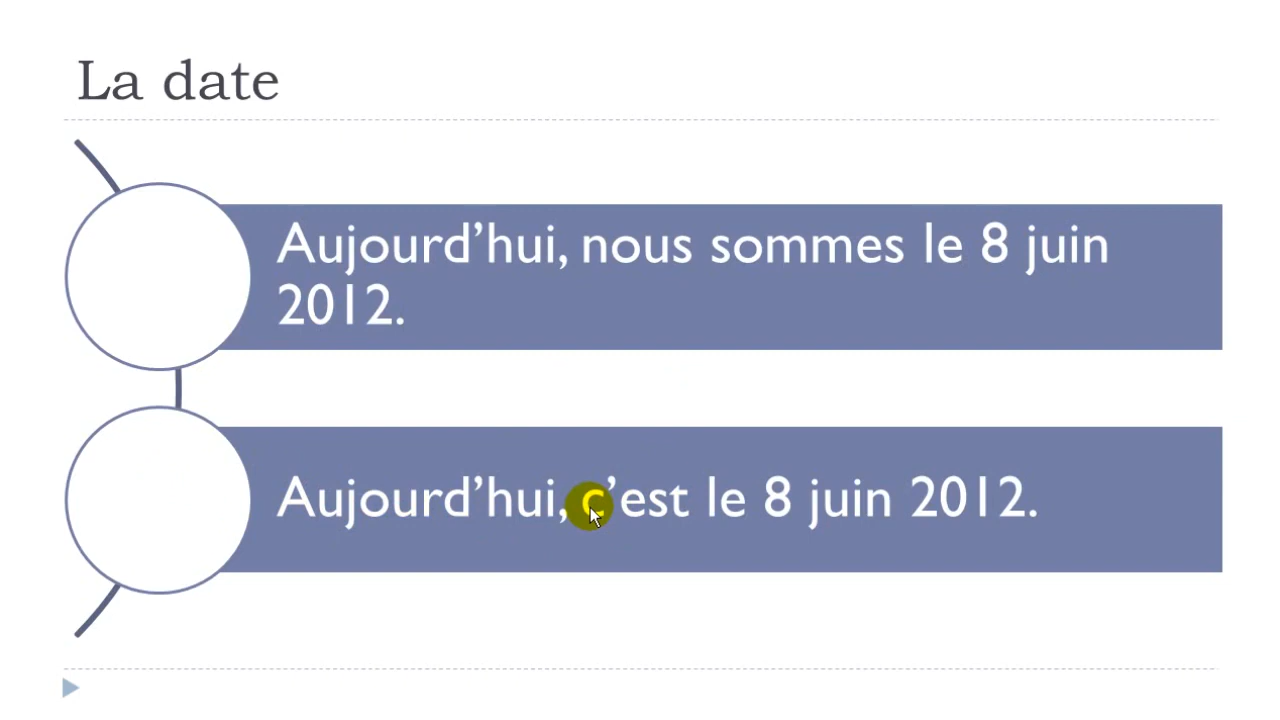 La date
Aujourd’hui, nous sommes le 8 juin
2012.
Aujourd’hui, c’est le 8 juin 2012.